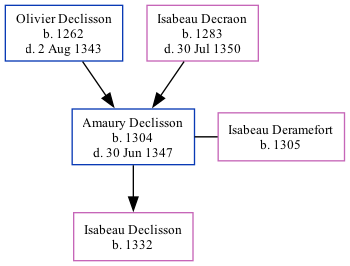 Olivier Declisson
b. 1262
d. 2 Aug 1343
Isabeau Decraon
b. 1283
d. 30 Jul 1350
Amaury Declisson
b. 1304
d. 30 Jun 1347
Isabeau Deramefort
b. 1305
Isabeau Declisson
b. 1332